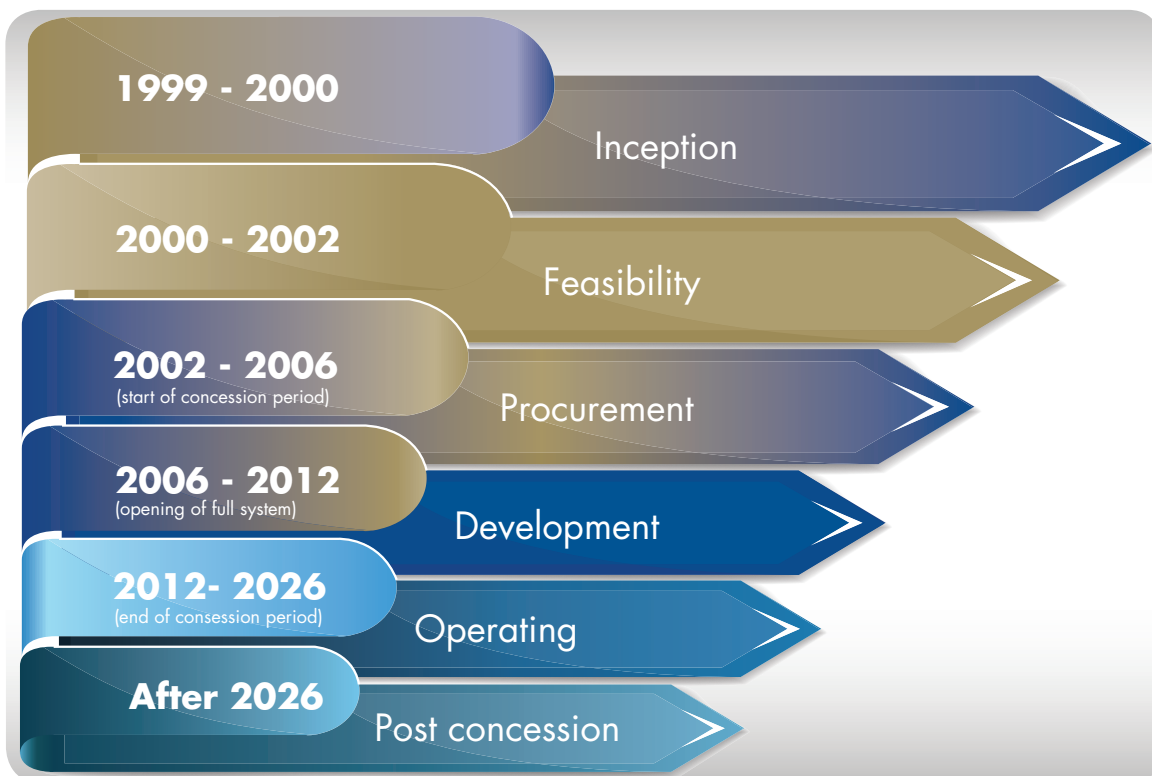 1999 - 2000
Inception
2000 - 2002
Feasibility
2002 - 2006
(start of concession period)
Procurement
2006 - 2012
(opening of full system)
Development
2012- 2026
(end of consession period)
Operating
After 2026
Post concession